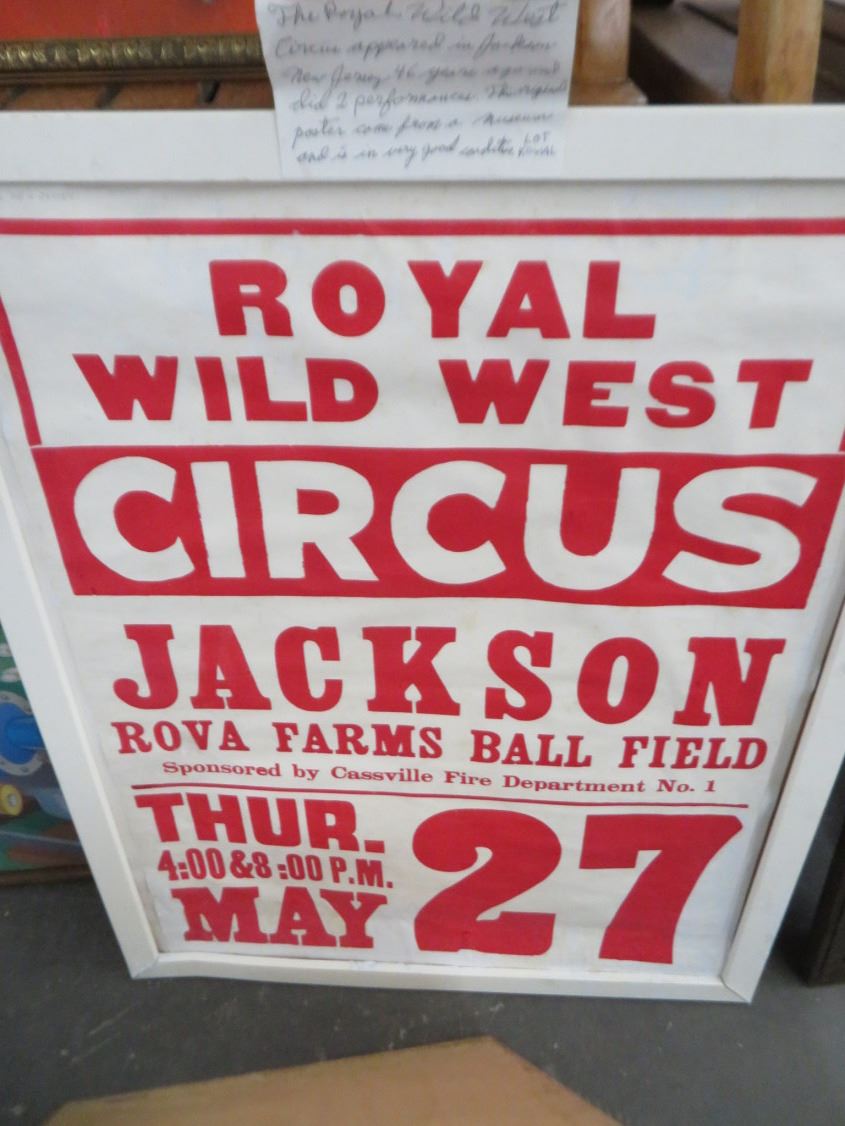 The Royal Wild West
Circus appeared in Jackson
New Jersey 46 years ago and
did 2 performances. The
poster came from a museum
and is in very good condition LOT
ROYAL
WILD WEST
CIRCUS
JACKSON
ROVA FARMS BALL FIELD
Sponsored by Cassville Fire Department No. 1
THUR.
4:00 & 8:00 P.M.
MAY
27